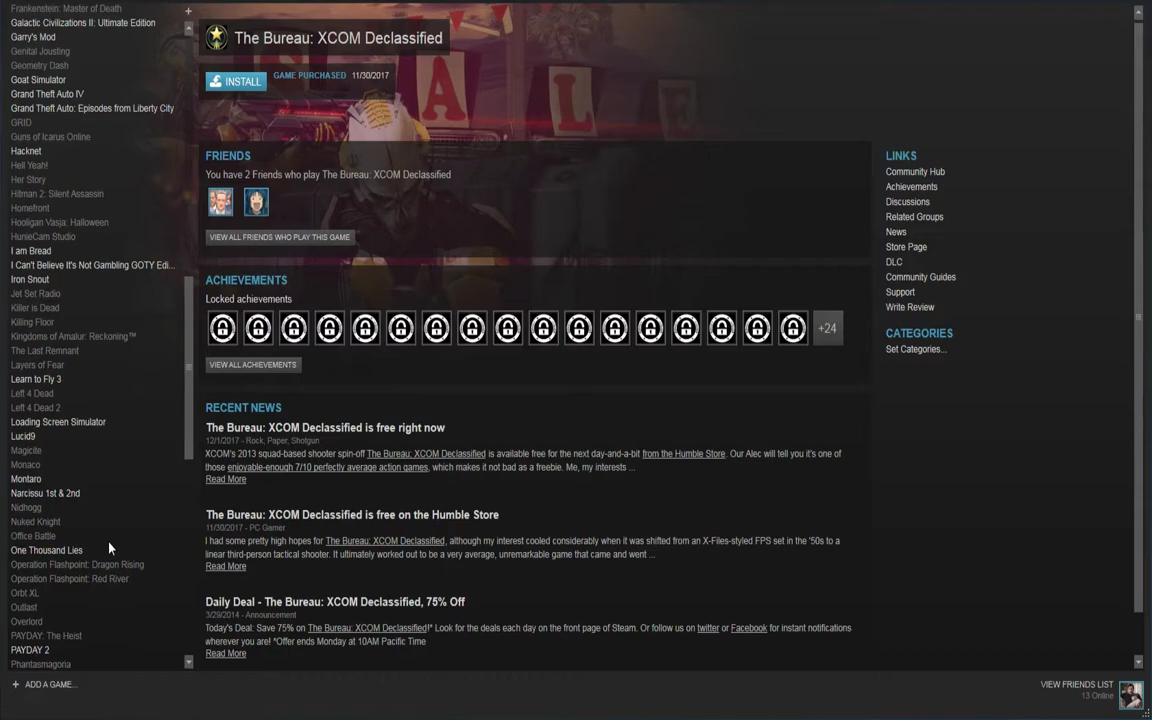 Frankenstein: Master of Death
Galactic Civilizations II: Ultimate Edition
Garry's Mod
Genital Jousting
Geometry Dash
Goat Simulator
Grand Theft Auto IV
Grand Theft Auto: Episodes from Liberty City
GRID
Guns of Icarus Online
Hacknet
Hell Yeah!
Her Story
Hitman 2: Silent Assassin
Homefront
Hooligan Vasja: Halloween
HunieCam Studio
I am Bread
I Can't Believe It's Not Gambling GOTY Edi...
Iron Snout
Jet Set Radio
Killer is Dead
Killing Floor
Kingdoms of Amalur: Reckoning™
The Last Remnant
Layers of Fear
Learn to Fly 3
Left 4 Dead
Left 4 Dead 2
Loading Screen Simulator
Lucid9
Magicite
Monaco
Montaro
Narcissu 1st & 2nd
Nidhogg
Nuked Knight
Office Battle
One Thousand Lies
Operation Flashpoint: Dragon Rising
Operation Flashpoint: Red River
Orbt XL
Outlast
Overlord
PAYDAY: The Heist
PAYDAY 2
Phantasmagoria
+ ADD A GAME...
The Bureau: XCOM Declassified
INSTALL
GAME PURCHASED 11/30/2017
A L E
FRIENDS
You have 2 Friends who play The Bureau: XCOM Declassified
VIEW ALL FRIENDS WHO PLAY THIS GAME
ACHIEVEMENTS
Locked achievements
+24
VIEW ALL ACHIEVEMENTS
RECENT NEWS
The Bureau: XCOM Declassified is free right now
12/1/2017 - Rock, Paper, Shotgun
XCOM's 2013 squad-based shooter spin-off The Bureau: XCOM Declassified is available free for the next day-and-a-bit from the Humble Store. Our Alec will tell you it's one of
those enjoyable-enough 7/10 perfectly average action games, which makes it not bad as a freebie. Me, my interests ...
Read More
The Bureau: XCOM Declassified is free on the Humble Store
11/30/2017 - PC Gamer
I had some pretty high hopes for The Bureau: XCOM Declassified, although my interest cooled considerably when it was shifted from an X-Files-styled FPS set in the '50s to a
linear third-person tactical shooter. It ultimately worked out to be a very average, unremarkable game that came and went ...
Read More
Daily Deal - The Bureau: XCOM Declassified, 75% Off
3/29/2014 - Announcement
Today's Deal: Save 75% on The Bureau: XCOM Declassified!* Look for the deals each day on the front page of Steam. Or follow us on twitter or Facebook for instant notifications
wherever you are! *Offer ends Monday at 10AM Pacific Time
Read More
LINKS
Community Hub
Achievements
Discussions
Related Groups
News
Store Page
DLC
Community Guides
Support
Write Review
CATEGORIES
Set Categories...
VIEW FRIENDS LIST
13 Online